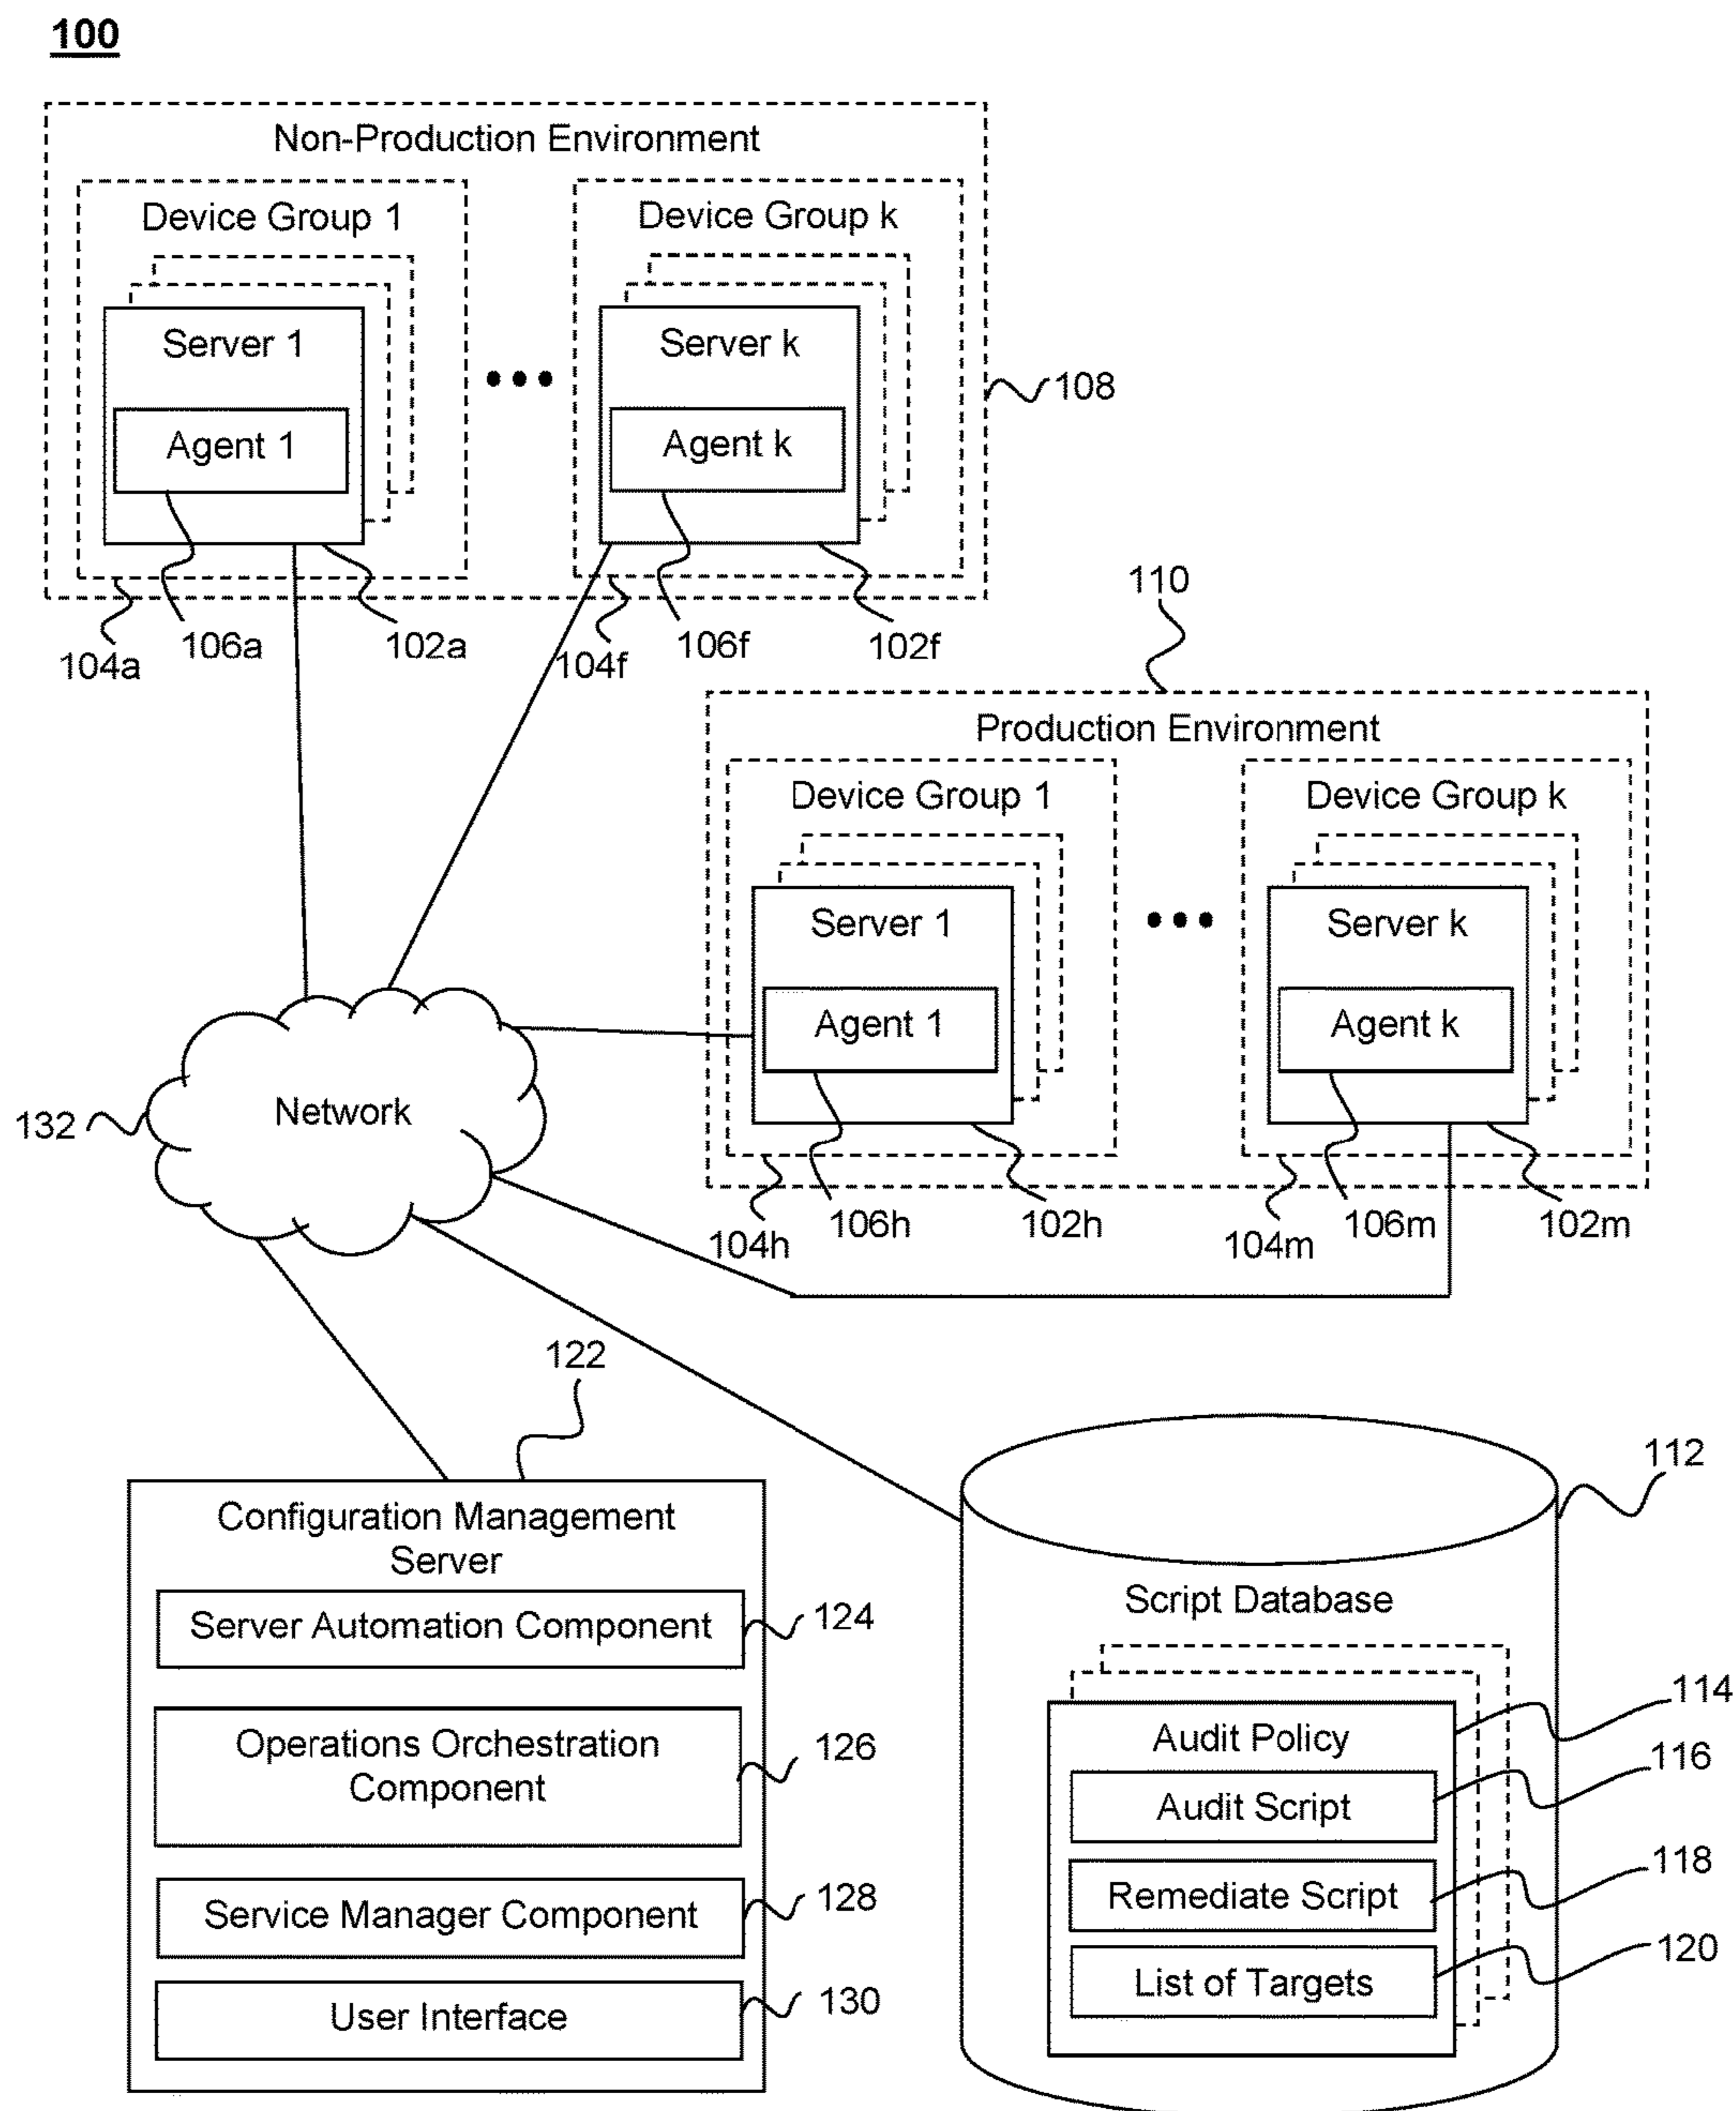 100
Non-Production Environment
Device Group 1
Device Group k
Server 1
Server k
Agent 1
Agent k
108
104a
106a
102a
104f
106f
102f
110
Production Environment
Device Group 1
Device Group k
Server 1
Server k
Agent 1
Agent k
104h
106h
102h
104m
106m
102m
132
Network
122
Configuration Management
Server
Server Automation Component
124
Operations Orchestration
Component
126
Service Manager Component
128
User Interface
130
112
Script Database
114
Audit Policy
116
Audit Script
118
Remediate Script
120
List of Targets